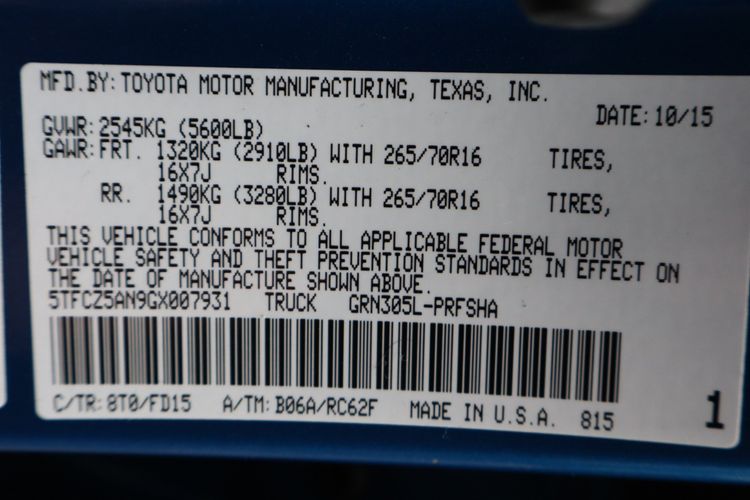 MFD.BY: TOYOTA MOTOR MANUFACTURING, TEXAS, INC.
DATE: 10/15
GVWR: 2545KG (5600LB)
GAWR: FRT. 1320KG (2910LB) WITH 265/70R16 TIRES,
16X7J RIMS.
RR. 1490KG (3280LB) WITH 265/70R16 TIRES,
16X7J RIMS.
THIS VEHICLE CONFORMS TO ALL APPLICABLE FEDERAL MOTOR
VEHICLE SAFETY AND THEFT PREVENTION STANDARDS IN EFFECT ON
THE DATE OF MANUFACTURE SHOWN ABOVE.
5TFCZ5AN9GX007931 TRUCK GRN305L-PRFSHA
C/TR: 8T0/FD15 A/TM: B06A/RC62F MADE IN U.S.A. 815
1